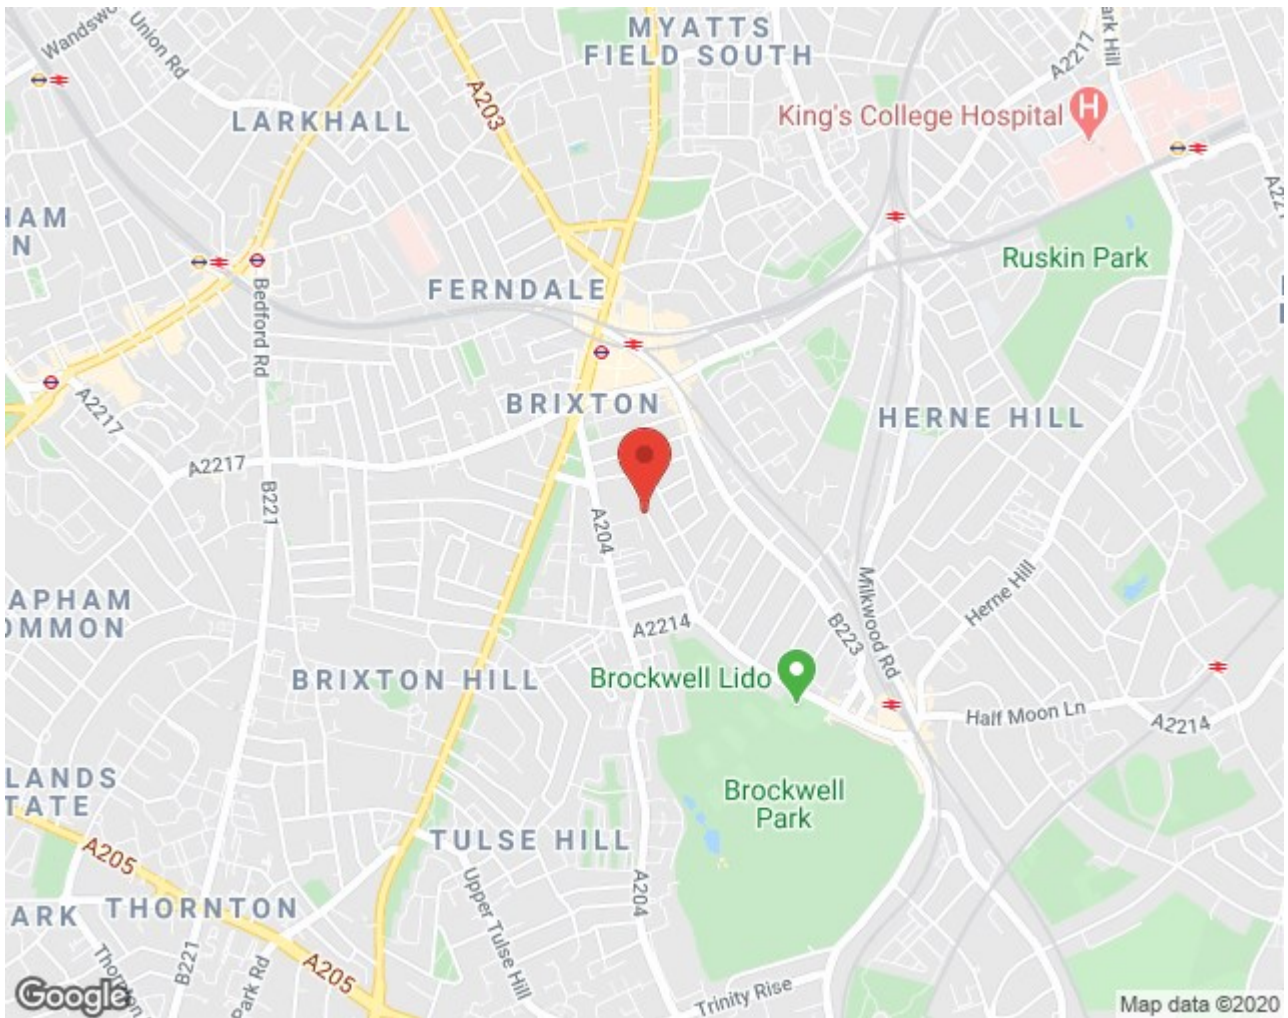 Wandsw
Union Rd
MYATTS
FIELD SOUTH
A2217
ark Hill
LARKHALL
A203
King's College Hospital
H
HAM
N
A22
Ruskin Park
Bedford Rd
FERNDALE
A2217
BRIXTON
HERNE HILL
A2217
B221
A204
APHAM
OMMON
Milkwood Rd
Herne Hill
A2214
B223
BRIXTON HILL
Brockwell Lido
Half Moon Ln
A2214
LANDS
TATE
Brockwell
Park
TULSE HILL
A205
Upper Tulse Hill
A204
ARK
THORNTON
Thornton
B221
Park Rd
A205
Trinity Rise
Google
Map data ©2020